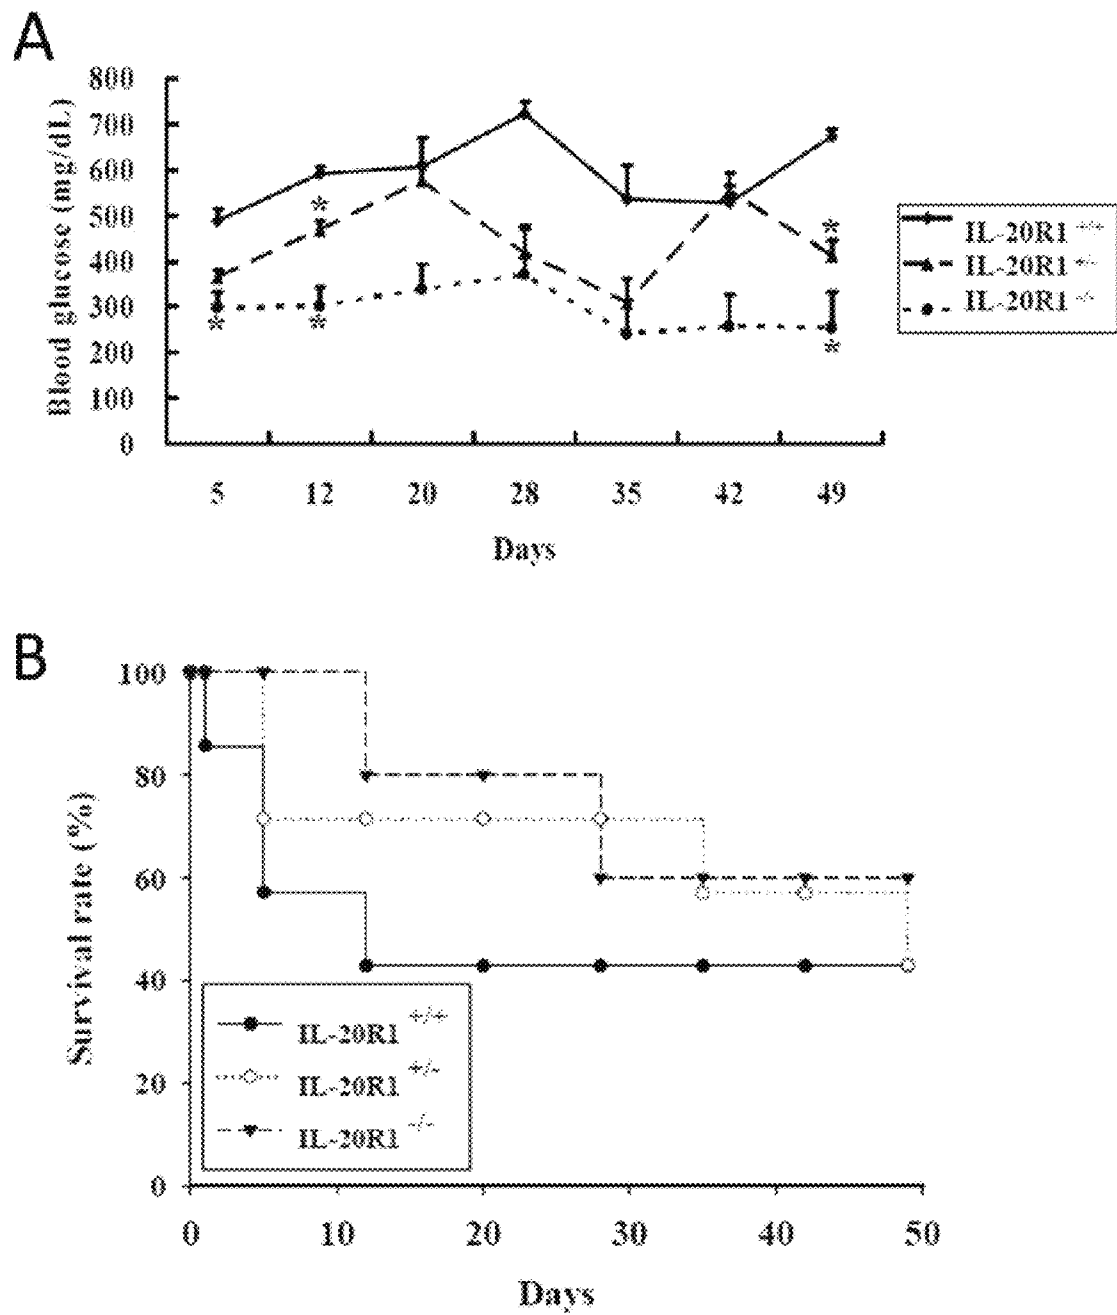 A
Blood glucose (mg/dL)
800
700
600
500
400
300
200
100
0
*
*
*
*
*
5 12 20 28 35 42 49
Days
IL-20R1 +/+
IL-20R1 +/-
IL-20R1 -/-
B
Survival rate (%)
100
80
60
40
20
0
IL-20R1 +/+
IL-20R1 +/-
IL-20R1 -/-
0 10 20 30 40 50
Days